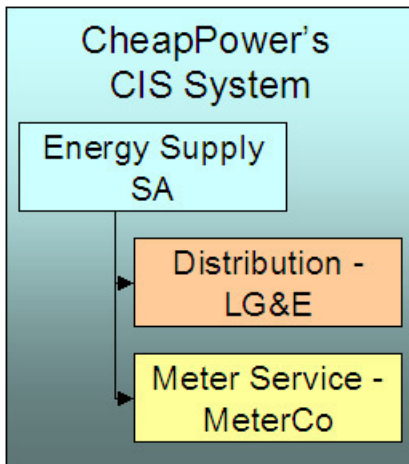 CheapPower's
CIS System
Energy Supply
SA
Distribution -
LG&E
Meter Service -
MeterCo